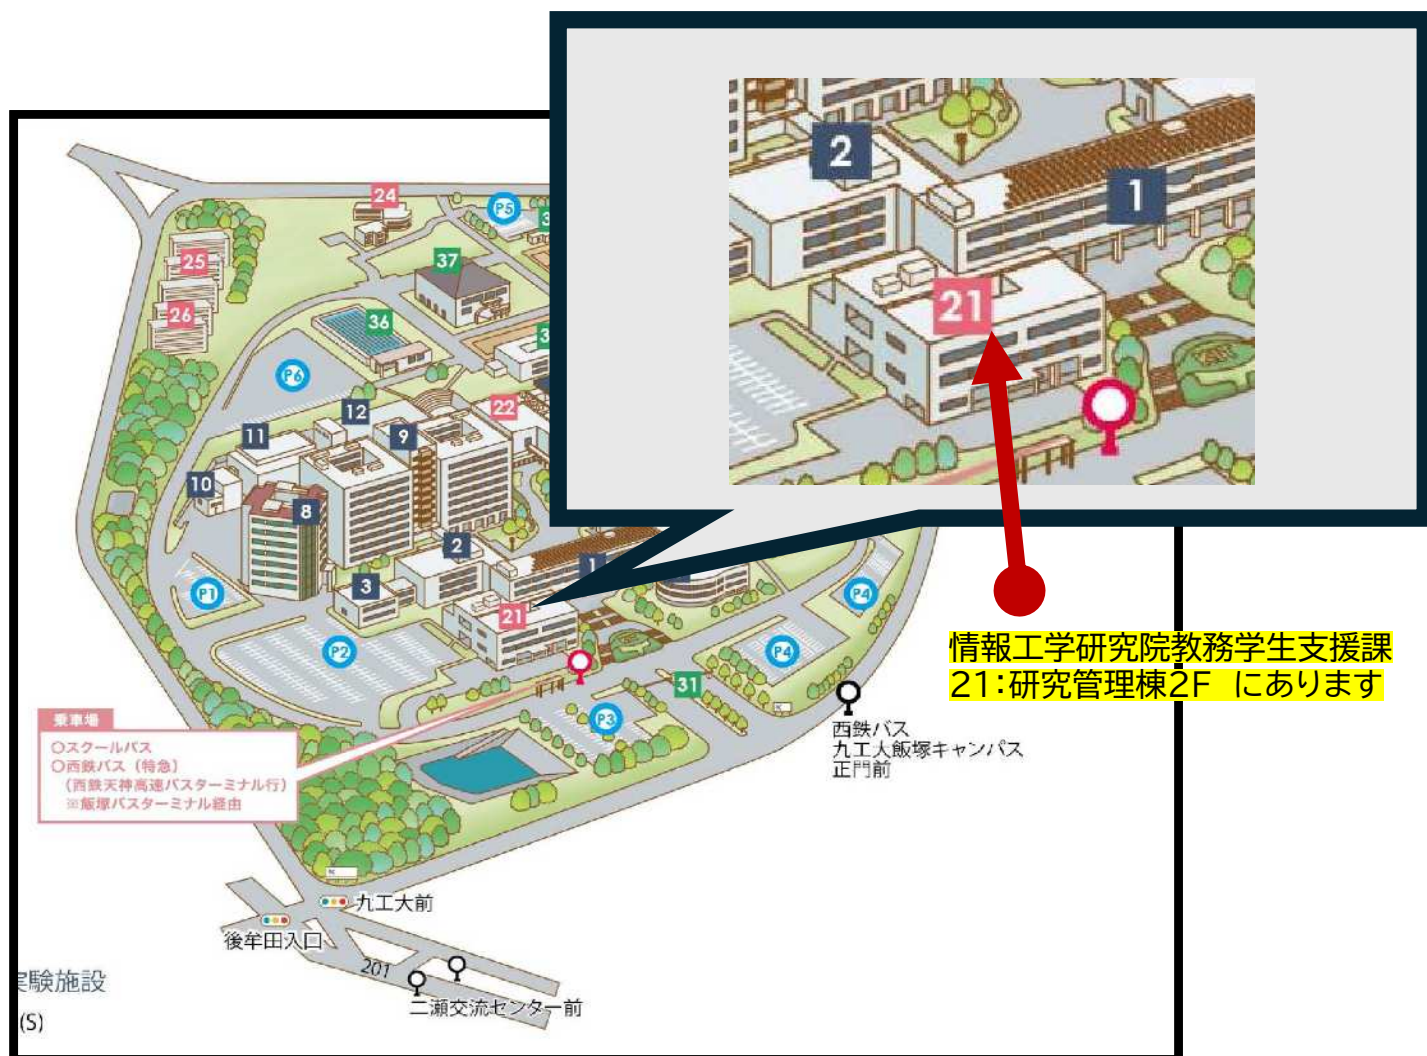 2
1
21
24
P5
37
25
26
36
P6
12
22
11
9
10
8
2
3
1
P1
21
P4
P2
P4
31
P3
情報工学研究院教務学生支援課
21:研究管理棟2F にあります
乗車場
○スクールバス
○西鉄バス(特急)
(西鉄天神高速バスターミナル行)
※飯塚バスターミナル経由
西鉄バス
九工大飯塚キャンパス
正門前
九工大前
後牟田入口
201
二瀬交流センター前
実験施設
(S)